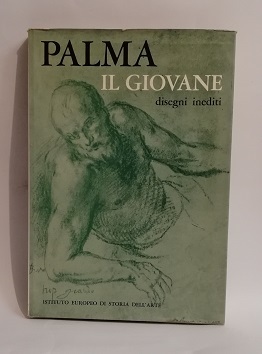 PALMA
IL GIOVANE
disegni inediti
ISTITUTO EUROPEO DI STORIA DELL'ARTE